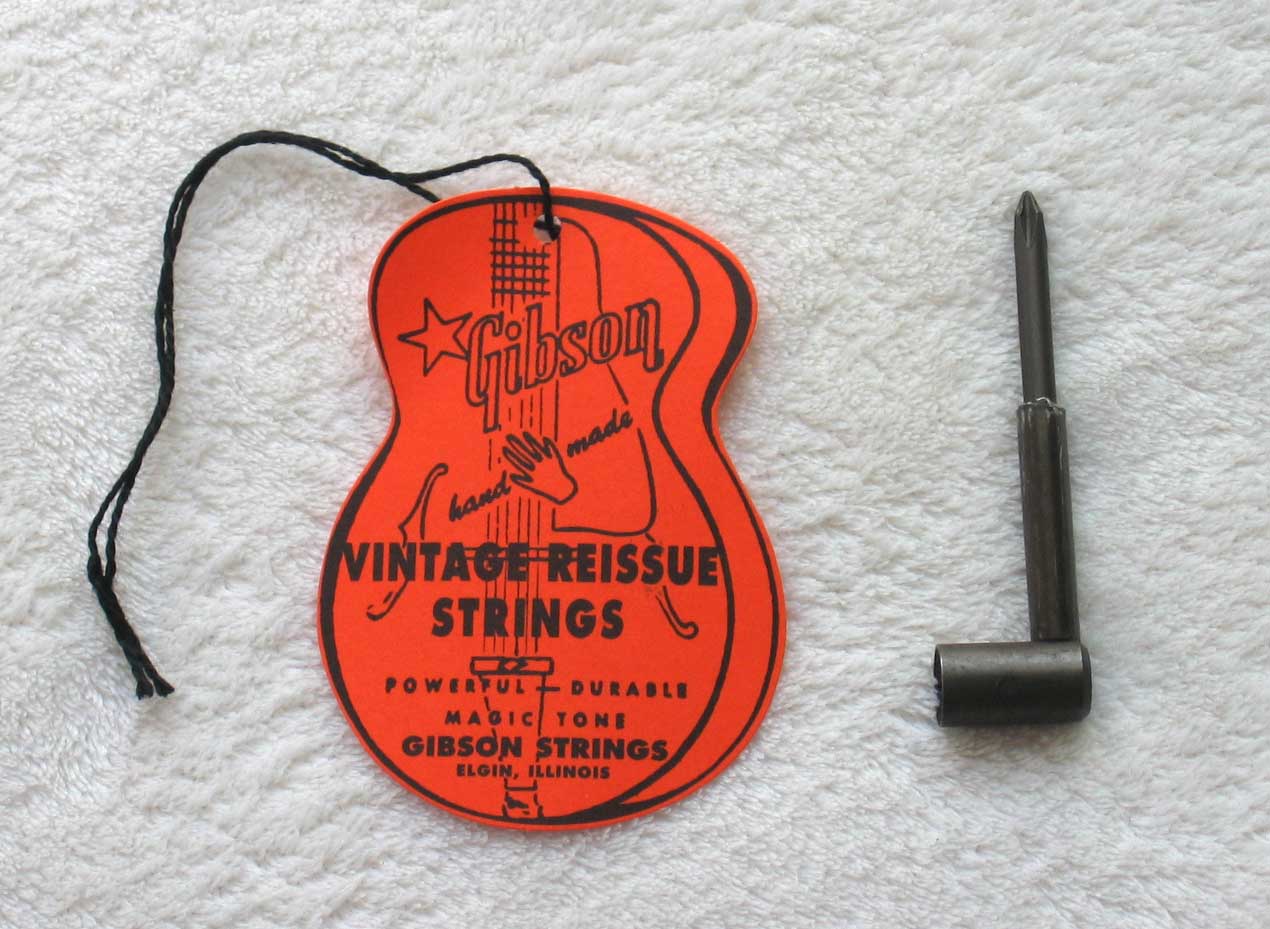 Gibson
hand made
VINTAGE REISSUE
STRINGS
POWERFUL — DURABLE
MAGIC TONE
GIBSON STRINGS
ELGIN, ILLINOIS